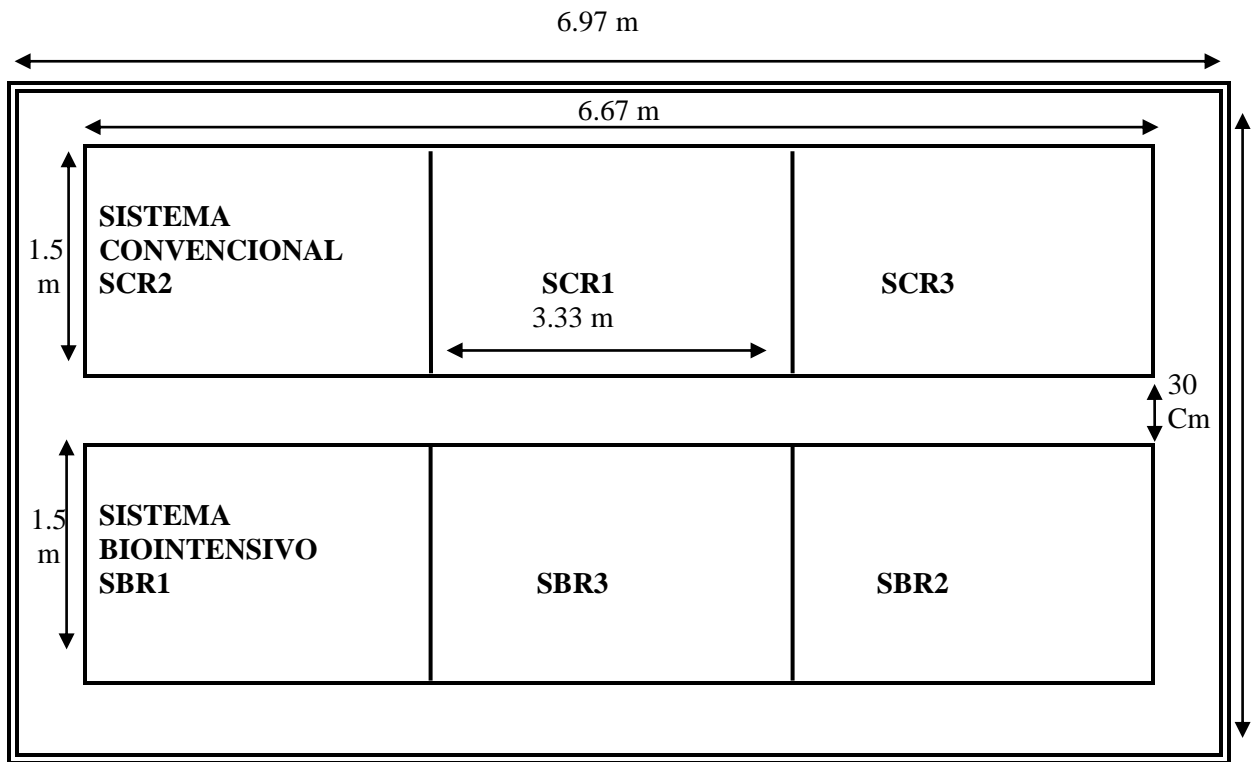 6.97 m
6.67 m
1.5
m
SISTEMA
CONVENCIONAL
SCR2
SCR1
3.33 m
SCR3
30
Cm
1.5
m
SISTEMA
BIOINTENSIVO
SBR1
SBR3
SBR2